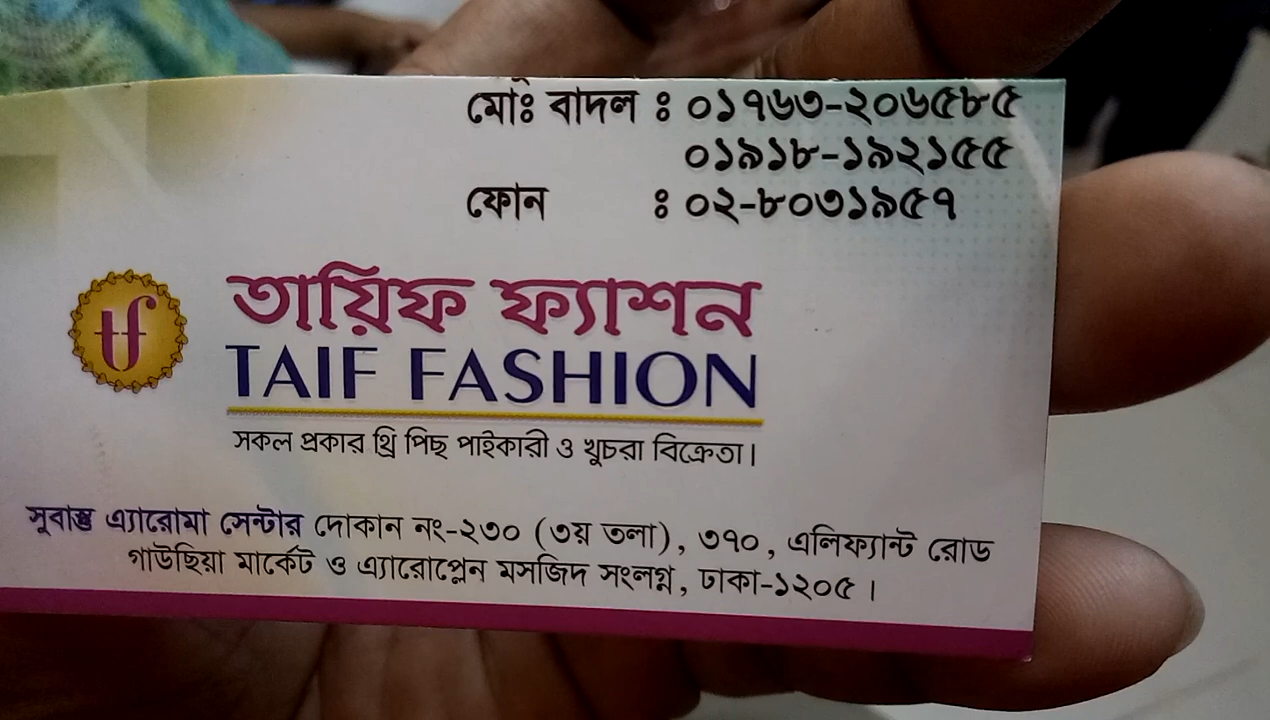 মোঃ বাদল : ০১৭৬৩-২০৬৫৮৫
০১৯১৮-১৯২১৫৫
ফোন : ০২-৮০৩১৯৫৭
tf
তায়িফ ফ্যাশন
TAIF FASHION
সকল প্রকার থ্রি পিছ পাইকারী ও খুচরা বিক্রেতা।
সুবাস্তু এ্যারোমা সেন্টার দোকান নং-২৩০ (৩য় তলা), ৩৭০, এলিফ্যান্ট রোড
গাউছিয়া মার্কেট ও এ্যারোপ্লেন মসজিদ সংলগ্ন, ঢাকা-১২০৫।